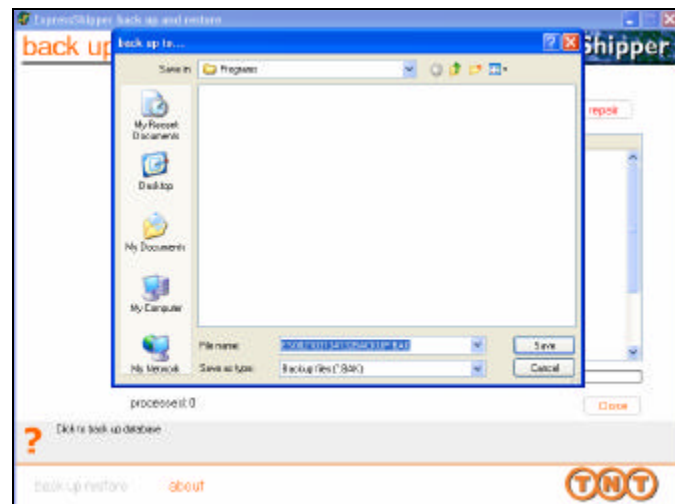 ExpressShipper back up and restore
back up
Shipper
back up to...
Save in:
Programs
repair
My Recent
Documents
Desktop
My Documents
My Computer
My Network
File name:
Save
Save as type:
Backup files (*.BAK)
Cancel
processed: 0
Close
?
Click to back up database
back up restore
about
TNT